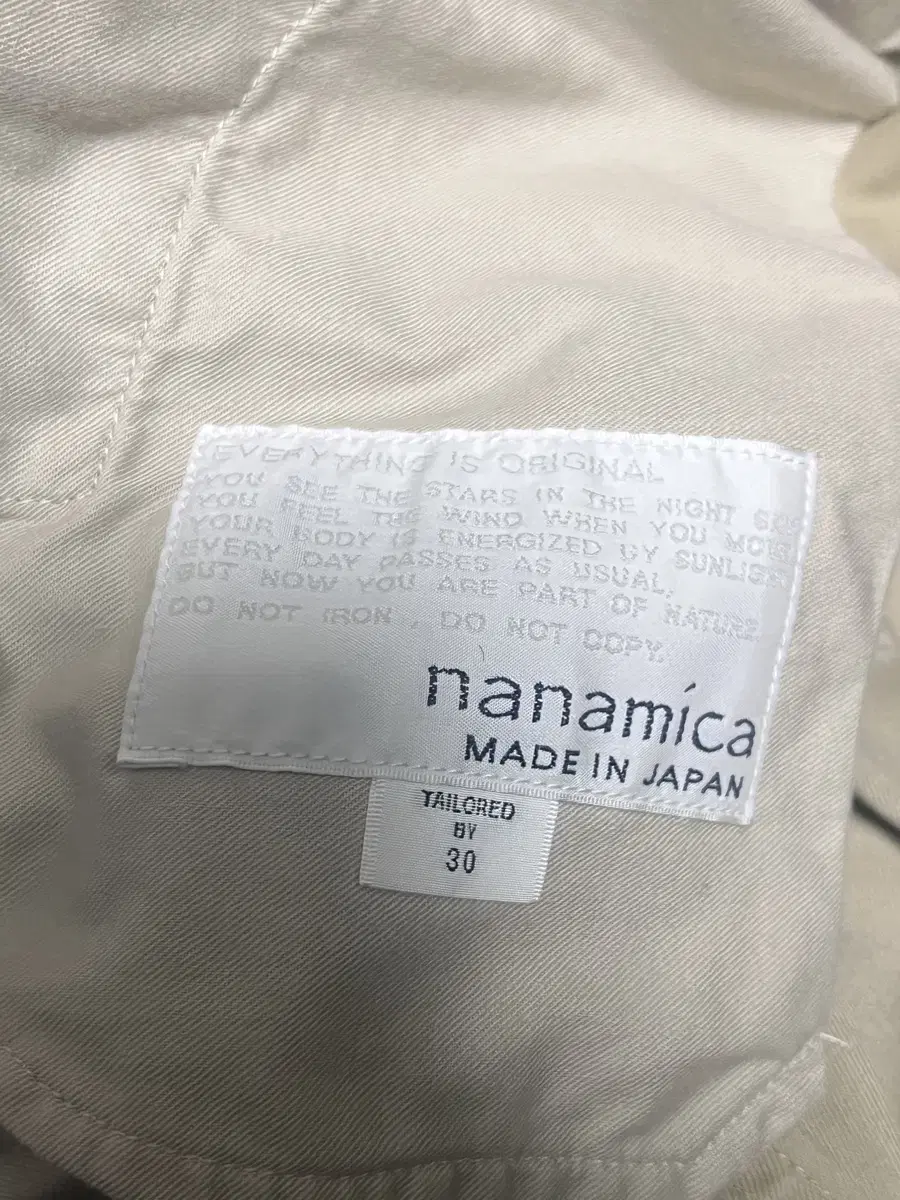 EVERYTHING IS ORIGINAL
YOU SEE THE STARS IN THE NIGHT SKY
YOU FEEL THE WIND WHEN YOU MOVE
YOUR BODY IS ENERGIZED BY SUNLIGHT
EVERY DAY PASSES AS USUAL,
BUT NOW YOU ARE PART OF NATURE
DO NOT IRON . DO NOT COPY.
nanamíca
MADE IN JAPAN
TAILORED
BY
30